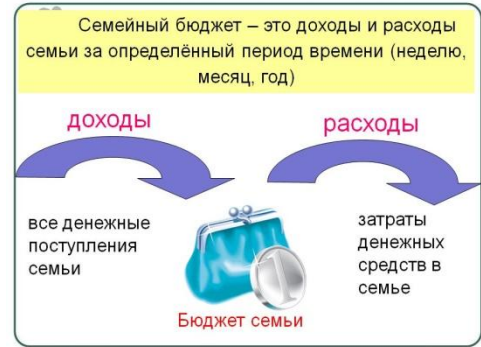 Семейный бюджет – это доходы и расходы
семьи за определённый период времени (неделю,
месяц, год)
доходы
расходы
все денежные
поступления
семьи
затраты
денежных
средств в
семье
1
Бюджет семьи